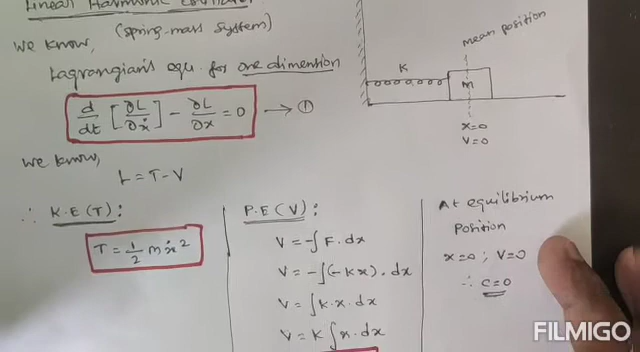 Linear Harmonic Oscillator
(spring-mass system)
We know,
Lagrangian's equ. for one dimention
d/dt [∂L/∂ẋ] - ∂L/∂x = 0 → ①
We know,
L = T-V
∴ K.E (T) :
T = 1/2 mẋ²
P.E (V) :
V = -∫F.dx
V = -∫(-Kx).dx
V = ∫K.x.dx
V = K∫x.dx
At equilibrium
position
x=0 ; V=0
∴ C=0
mean position
K
m
x=0
V=0
FILMIGO